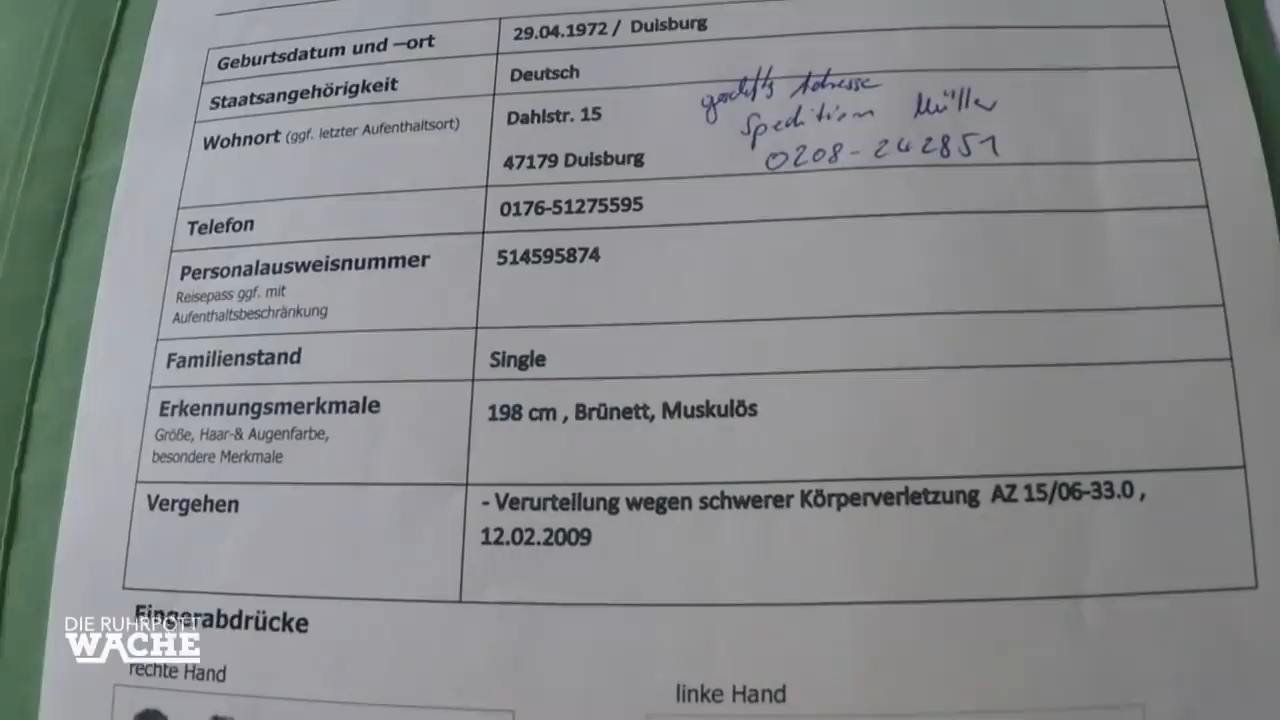 Geburtsdatum und –ort
29.04.1972 / Duisburg
Staatsangehörigkeit
Deutsch
Wohnort (ggf. letzter Aufenthaltsort)
Dahlstr. 15
47179 Duisburg
Adresse
Spedition Müller
0208-242851
Telefon
0176-51275595
Personalausweisnummer
Reisepass ggf. mit
Aufenthaltsbeschränkung
514595874
Familienstand
Single
Erkennungsmerkmale
Größe, Haar-& Augenfarbe,
besondere Merkmale
198 cm , Brünett, Muskulös
Vergehen
- Verurteilung wegen schwerer Körperverletzung AZ 15/06-33.0 ,
12.02.2009
Fingerabdrücke
DIE RUHRPOTT
WACHE
rechte Hand
linke Hand